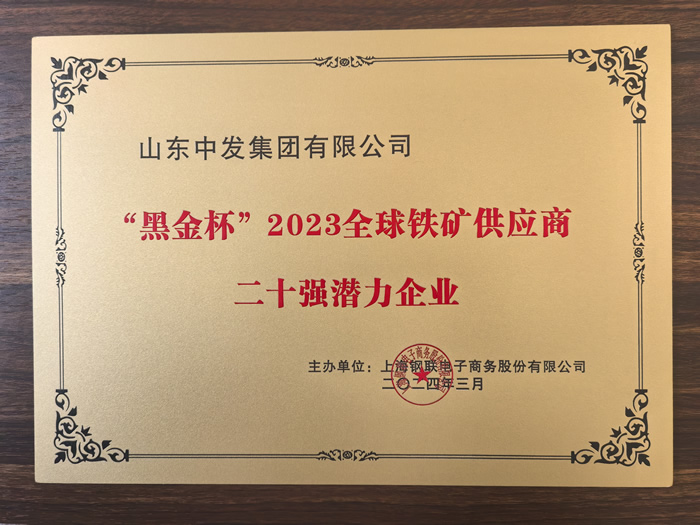 山东中发集团有限公司
“黑金杯”2023全球铁矿供应商
二十强潜力企业
主办单位：上海钢联电子商务股份有限公司
二〇二四年三月